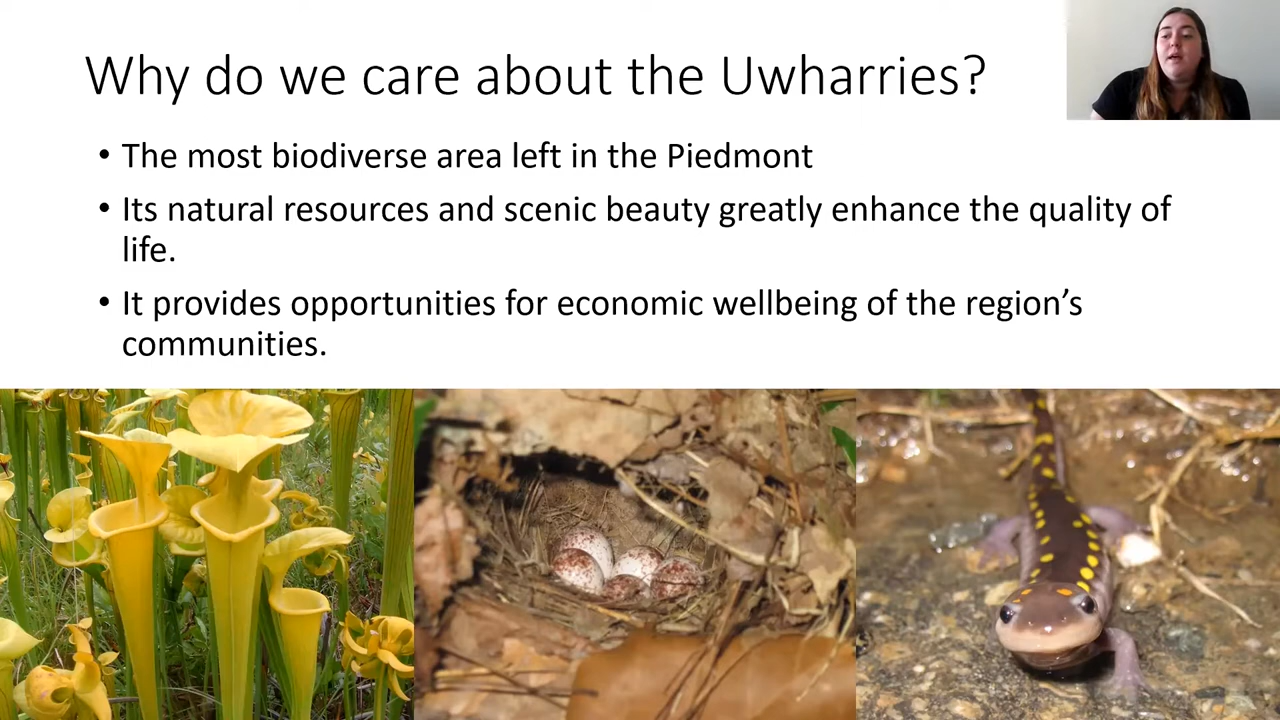 Why do we care about the Uwharries?
• The most biodiverse area left in the Piedmont
• Its natural resources and scenic beauty greatly enhance the quality of
life.
• It provides opportunities for economic wellbeing of the region’s
communities.